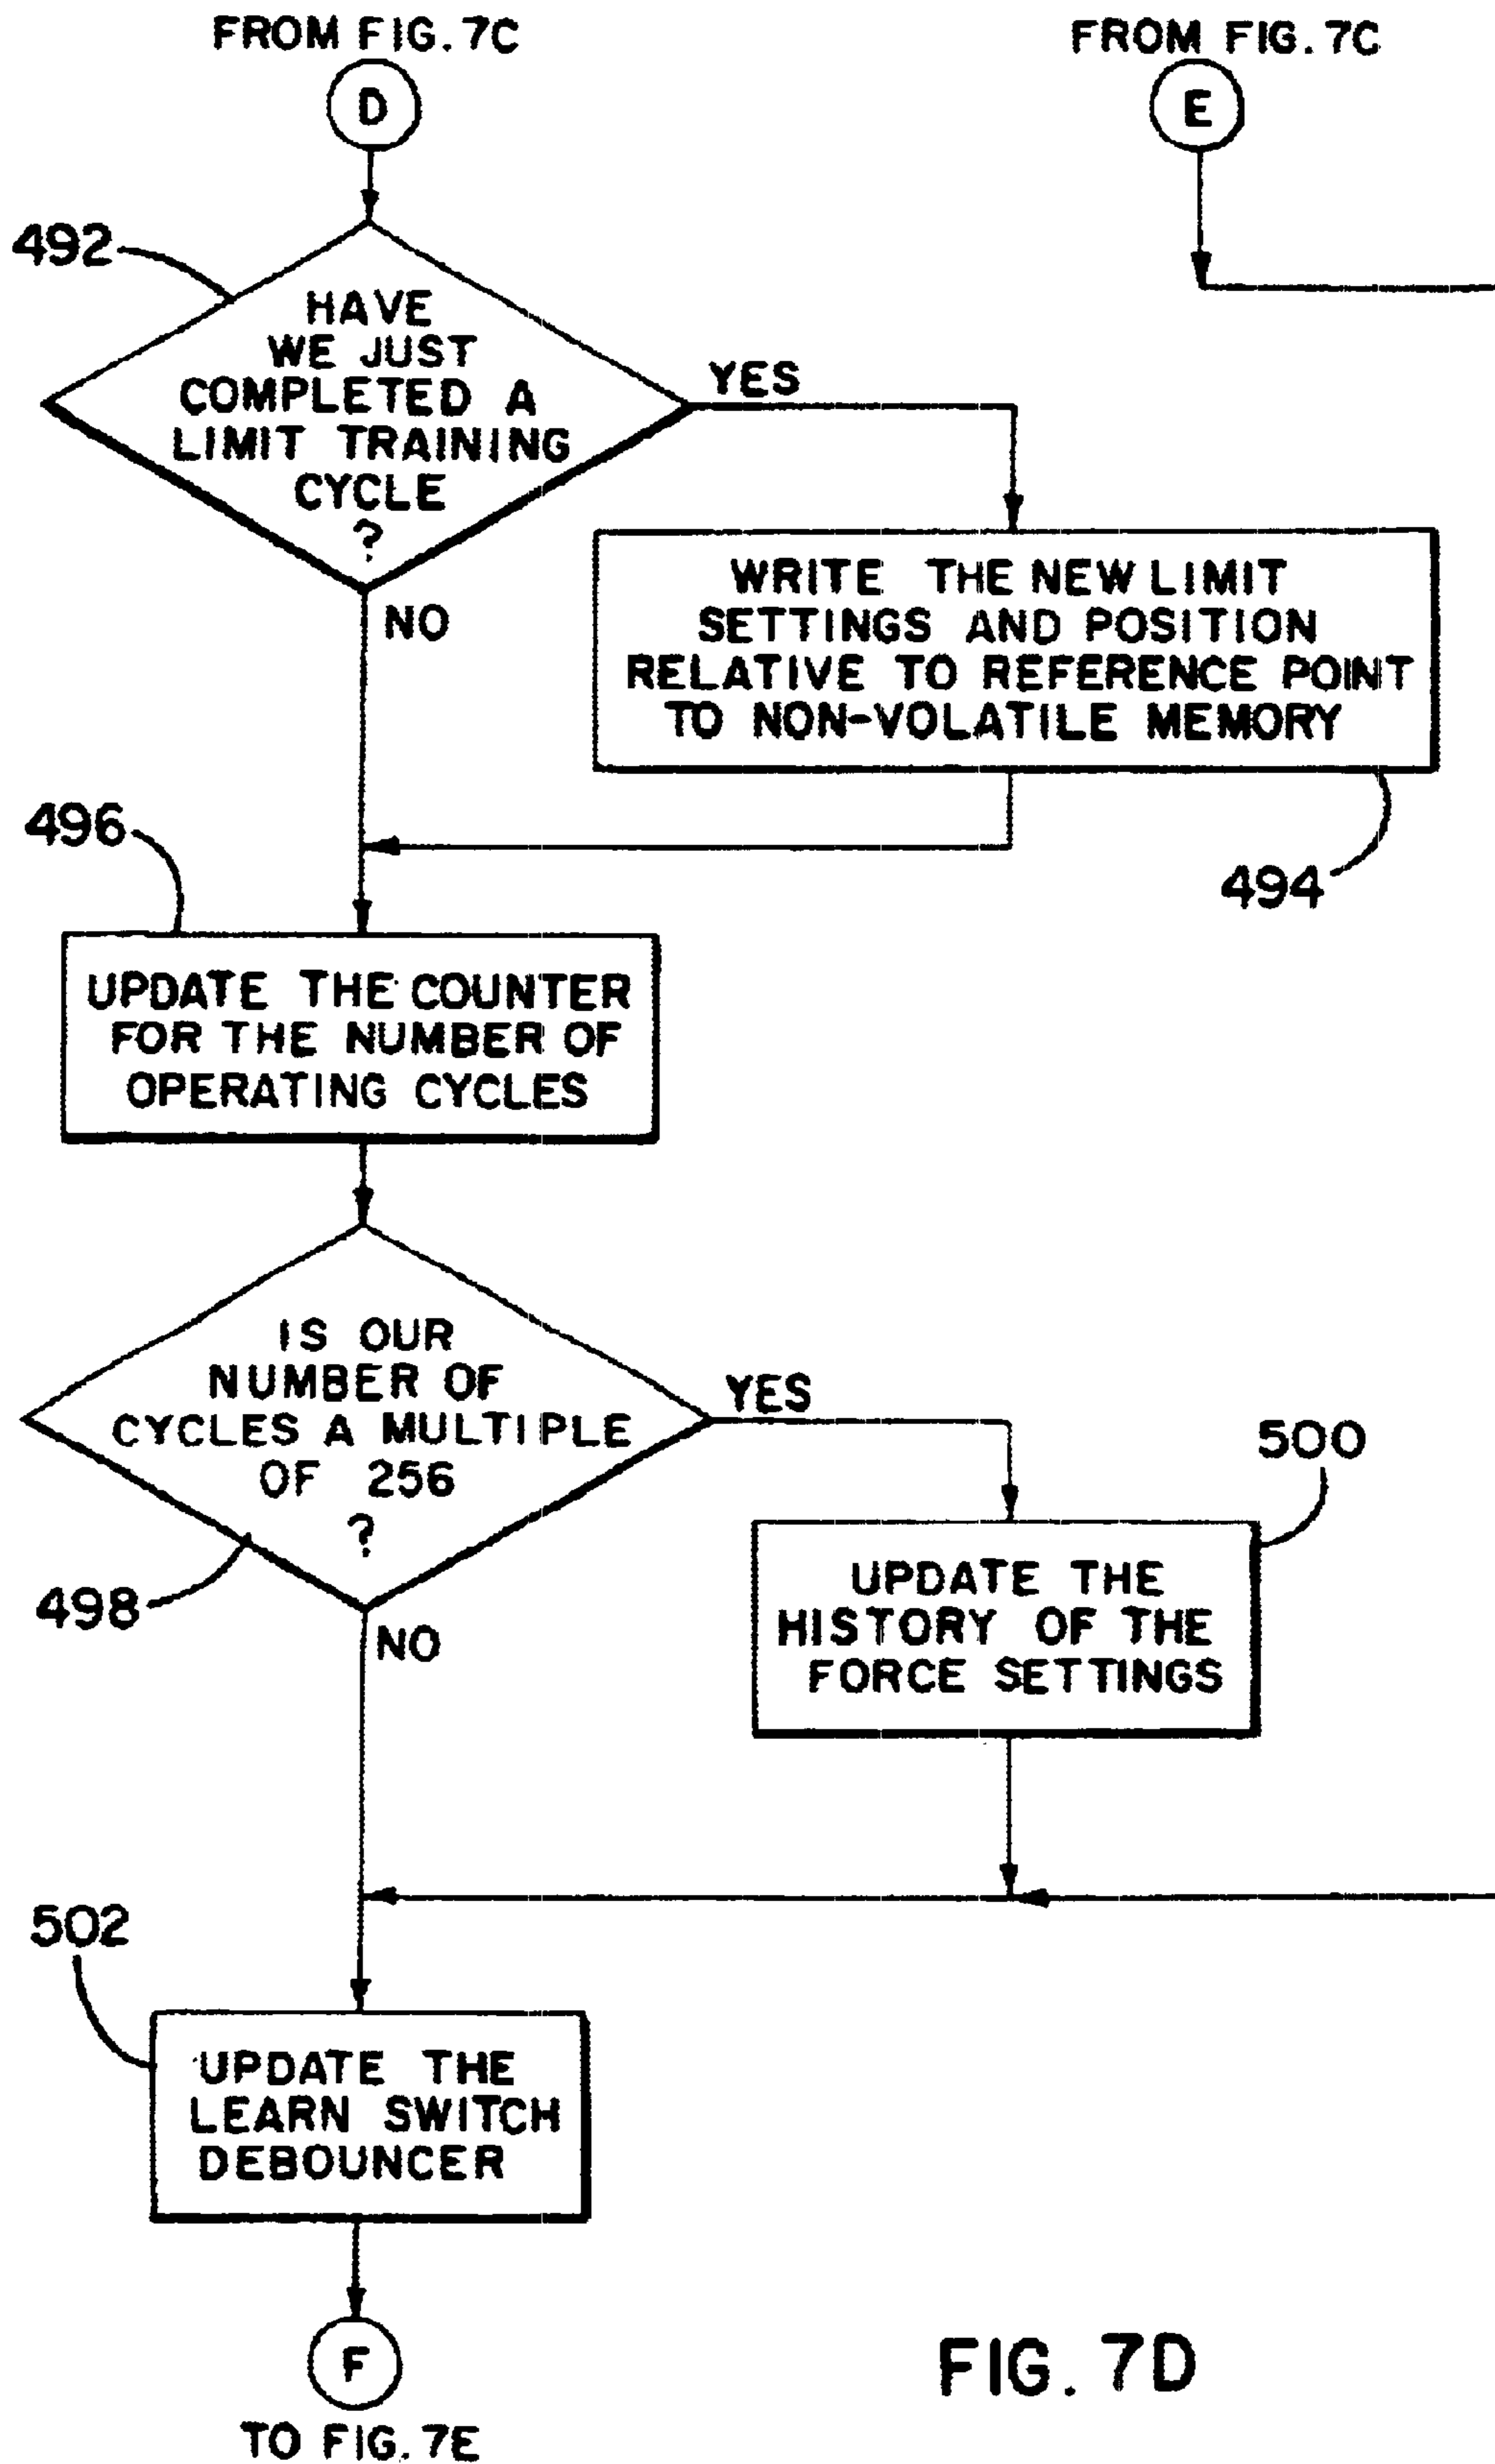 FROM FIG. 7C
D
FROM FIG. 7C
E
492
HAVE
WE JUST
COMPLETED A
LIMIT TRAINING
CYCLE
?
YES
NO
WRITE THE NEW LIMIT
SETTINGS AND POSITION
RELATIVE TO REFERENCE POINT
TO NON-VOLATILE MEMORY
494
496
UPDATE THE COUNTER
FOR THE NUMBER OF
OPERATING CYCLES
IS OUR
NUMBER OF
CYCLES A MULTIPLE
OF 256
?
YES
498
NO
500
UPDATE THE
HISTORY OF THE
FORCE SETTINGS
502
UPDATE THE
LEARN SWITCH
DEBOUNCER
F
TO FIG. 7E
FIG. 7D